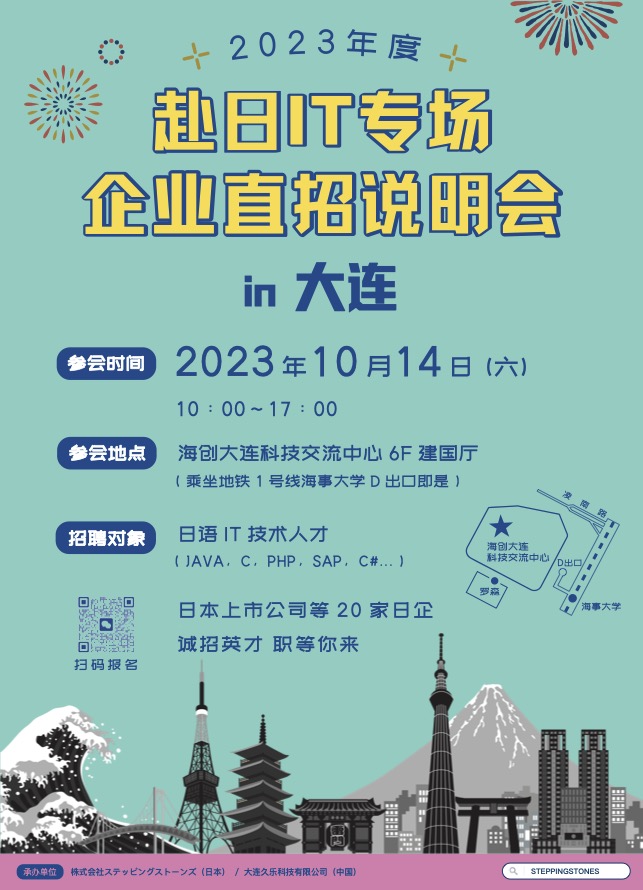 2023年度
赴日IT专场
企业直招说明会
in 大连
参会时间 2023年10月14日（六）
10：00~17：00
参会地点 海创大连科技交流中心 6F 建国厅
（乘坐地铁 1 号线海事大学 D 出口即是）
招聘对象 日语 IT 技术人才
（JAVA，C，PHP，SAP，C#...）
凌南路
海创大连
科技交流中心
D出口
罗森
海事大学
日本上市公司等 20 家日企
诚招英才 职等你来
扫码报名
承办单位 株式会社ステッピングストーンズ（日本） / 大连久乐科技有限公司（中国）
STEPPINGSTONES